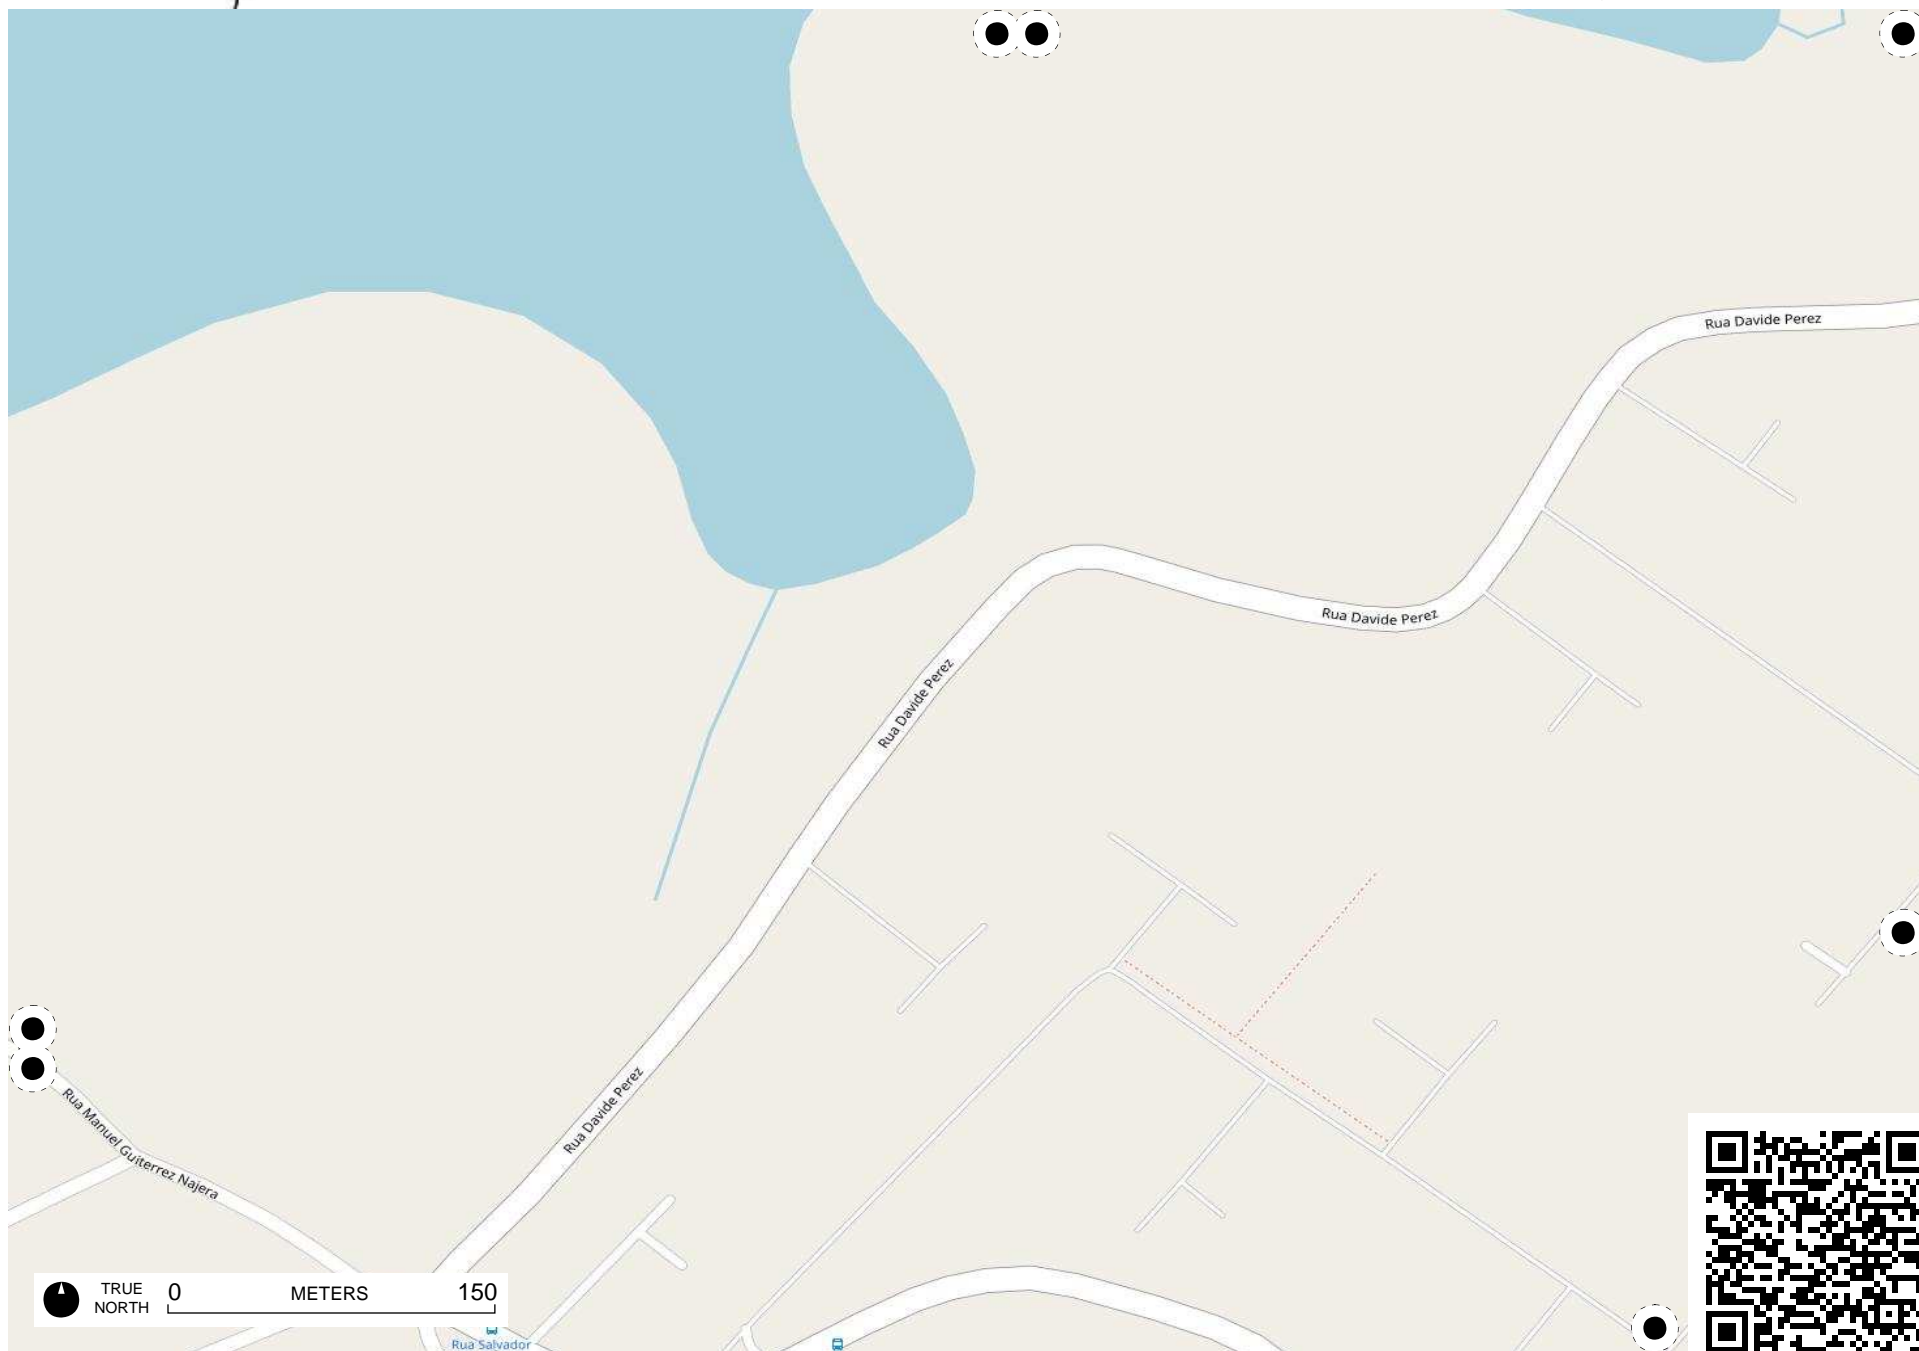 Rua Davide Perez
Rua Davide Perez
Rua Davide Perez
Rua Davide Perez
Rua Manuel Guiterrez Najera
TRUE NORTH
0 METERS 150
Rua Salvador